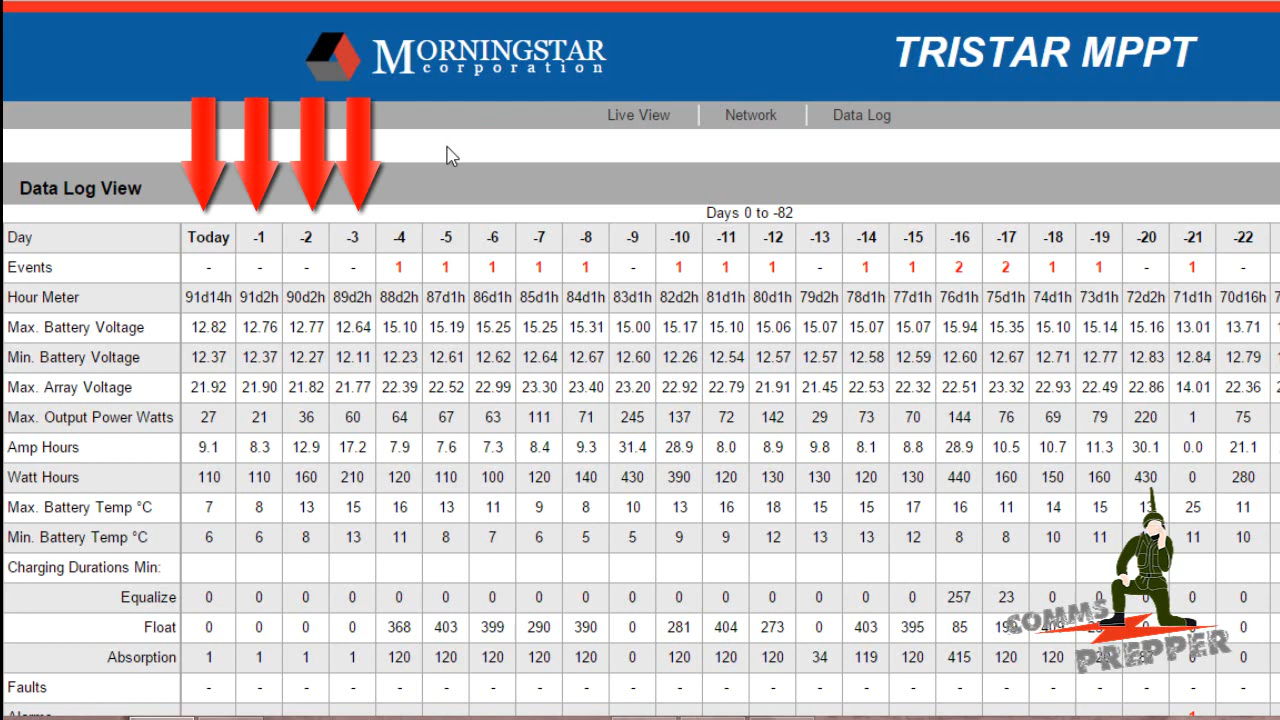 MORNINGSTAR
corporation
TRISTAR MPPT
Live View Network Data Log
Data Log View
Days 0 to -82
Day Today -1 -2 -3 -4 -5 -6 -7 -8 -9 -10 -11 -12 -13 -14 -15 -16 -17 -18 -19 -20 -21 -22
Events - - - - 1 1 1 1 1 - 1 1 1 - 1 1 2 2 1 1 - 1 -
Hour Meter 91d14h 91d2h 90d2h 89d2h 88d2h 87d1h 86d1h 85d1h 84d1h 83d1h 82d2h 81d1h 80d1h 79d2h 78d1h 77d1h 76d1h 75d1h 74d1h 73d1h 72d2h 71d1h 70d16h
Max. Battery Voltage 12.82 12.76 12.77 12.64 15.10 15.19 15.25 15.25 15.31 15.00 15.17 15.10 15.06 15.07 15.07 15.07 15.94 15.35 15.10 15.14 15.16 13.01 13.71
Min. Battery Voltage 12.37 12.37 12.27 12.11 12.23 12.61 12.62 12.64 12.67 12.60 12.26 12.54 12.57 12.57 12.58 12.59 12.60 12.67 12.71 12.77 12.83 12.84 12.79
Max. Array Voltage 21.92 21.90 21.82 21.77 22.39 22.52 22.99 23.30 23.40 23.20 22.92 22.79 21.91 21.45 22.53 22.32 22.51 23.32 22.93 22.49 22.86 14.01 22.36
Max. Output Power Watts 27 21 36 60 64 67 63 111 71 245 137 72 142 29 73 70 144 76 69 79 220 1 75
Amp Hours 9.1 8.3 12.9 17.2 7.9 7.6 7.3 8.4 9.3 31.4 28.9 8.0 8.9 9.8 8.1 8.8 28.9 10.5 10.7 11.3 30.1 0.0 21.1
Watt Hours 110 110 160 210 120 110 100 120 140 430 390 120 130 130 120 130 440 160 150 160 430 0 280
Max. Battery Temp °C 7 8 13 15 16 13 11 9 8 10 13 16 18 15 15 17 16 11 14 15 13 25 11
Min. Battery Temp °C 6 6 8 13 11 8 7 6 5 5 9 9 12 13 13 12 8 8 10 11 11 10
Charging Durations Min:
Equalize 0 0 0 0 0 0 0 0 0 0 0 0 0 0 0 0 257 23 0 0 0 0
Float 0 0 0 0 6 399 290 390 0 281 404 273 0 403 395 85 0
Absorption 1 1 1 1 120 120 120 120 120 0 120 120 120 34 119 120 415 120 120 0
Faults - - - - - - - - - - - - - - - - - - - - - - -
COMMS
PREPPER